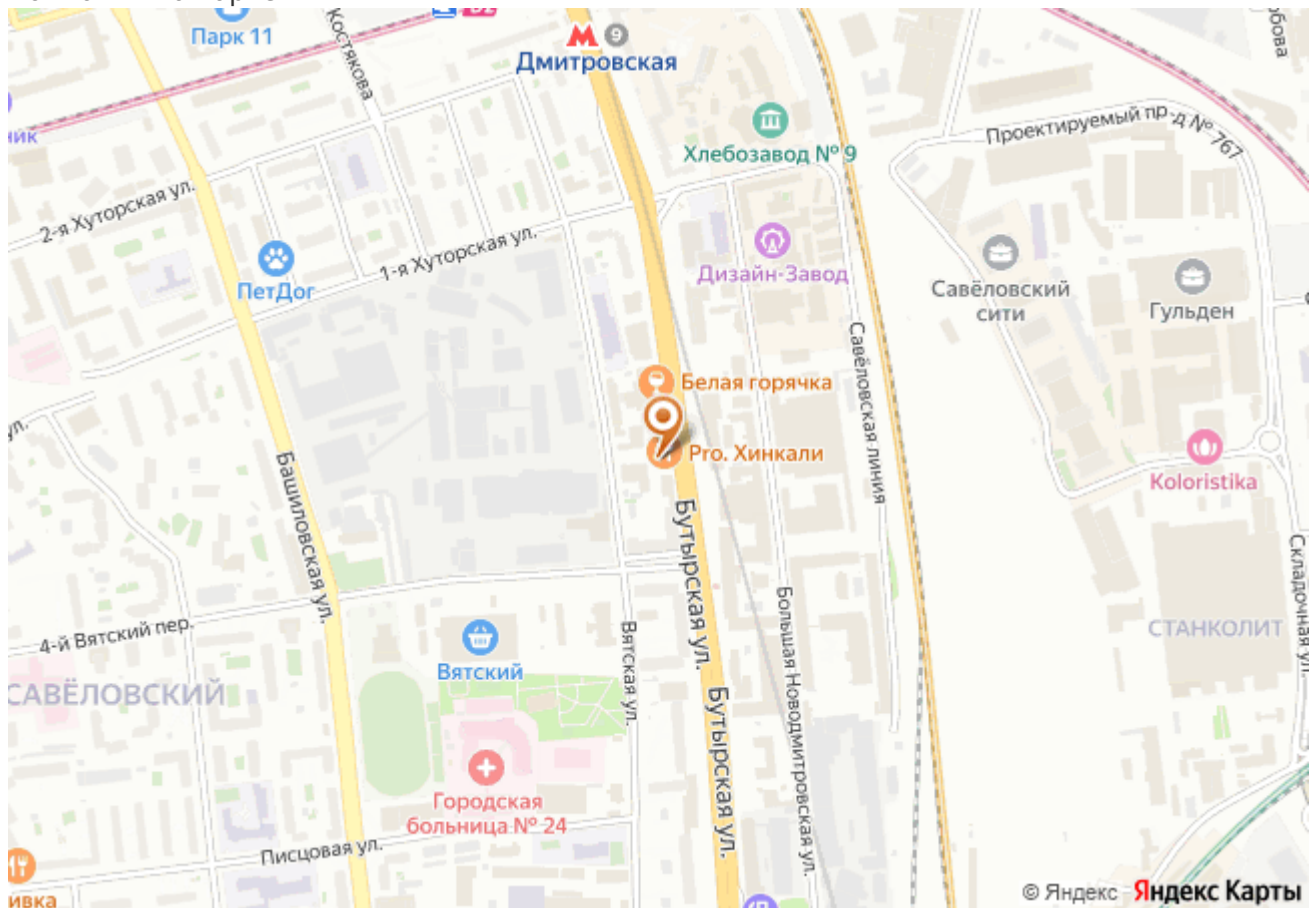 Парк 11
Костякова
D2
9
Дмитровская
Хлебозавод № 9
Проектируемый пр-д № 767
2-я Хуторская ул.
1-я Хуторская ул.
ПетДог
Дизайн-Завод
Савёловский
сити
Гульден
Белая горячка
Савёловская линия
Pro. Хинкали
Koloristika
Башиловская ул.
Бутырская ул.
Складочная ул.
4-й Вятский пер.
Вятский
Вятская ул.
Большая Новодмитровская ул.
СТАНКОЛИТ
САВЁЛОВСКИЙ
Бутырская ул.
Городская
больница № 24
Писцовая ул.
© Яндекс Яндекс Карты